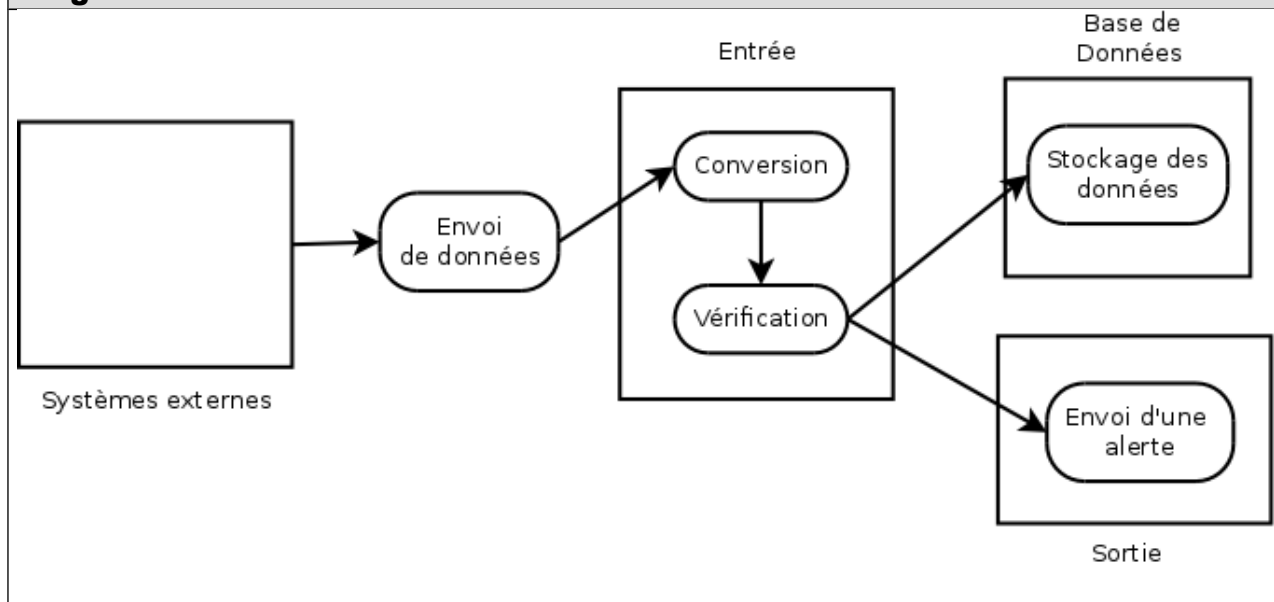 Base de
Données
Entrée
Conversion
Stockage des
données
Envoi
de données
Vérification
Systèmes externes
Envoi d'une
alerte
Sortie